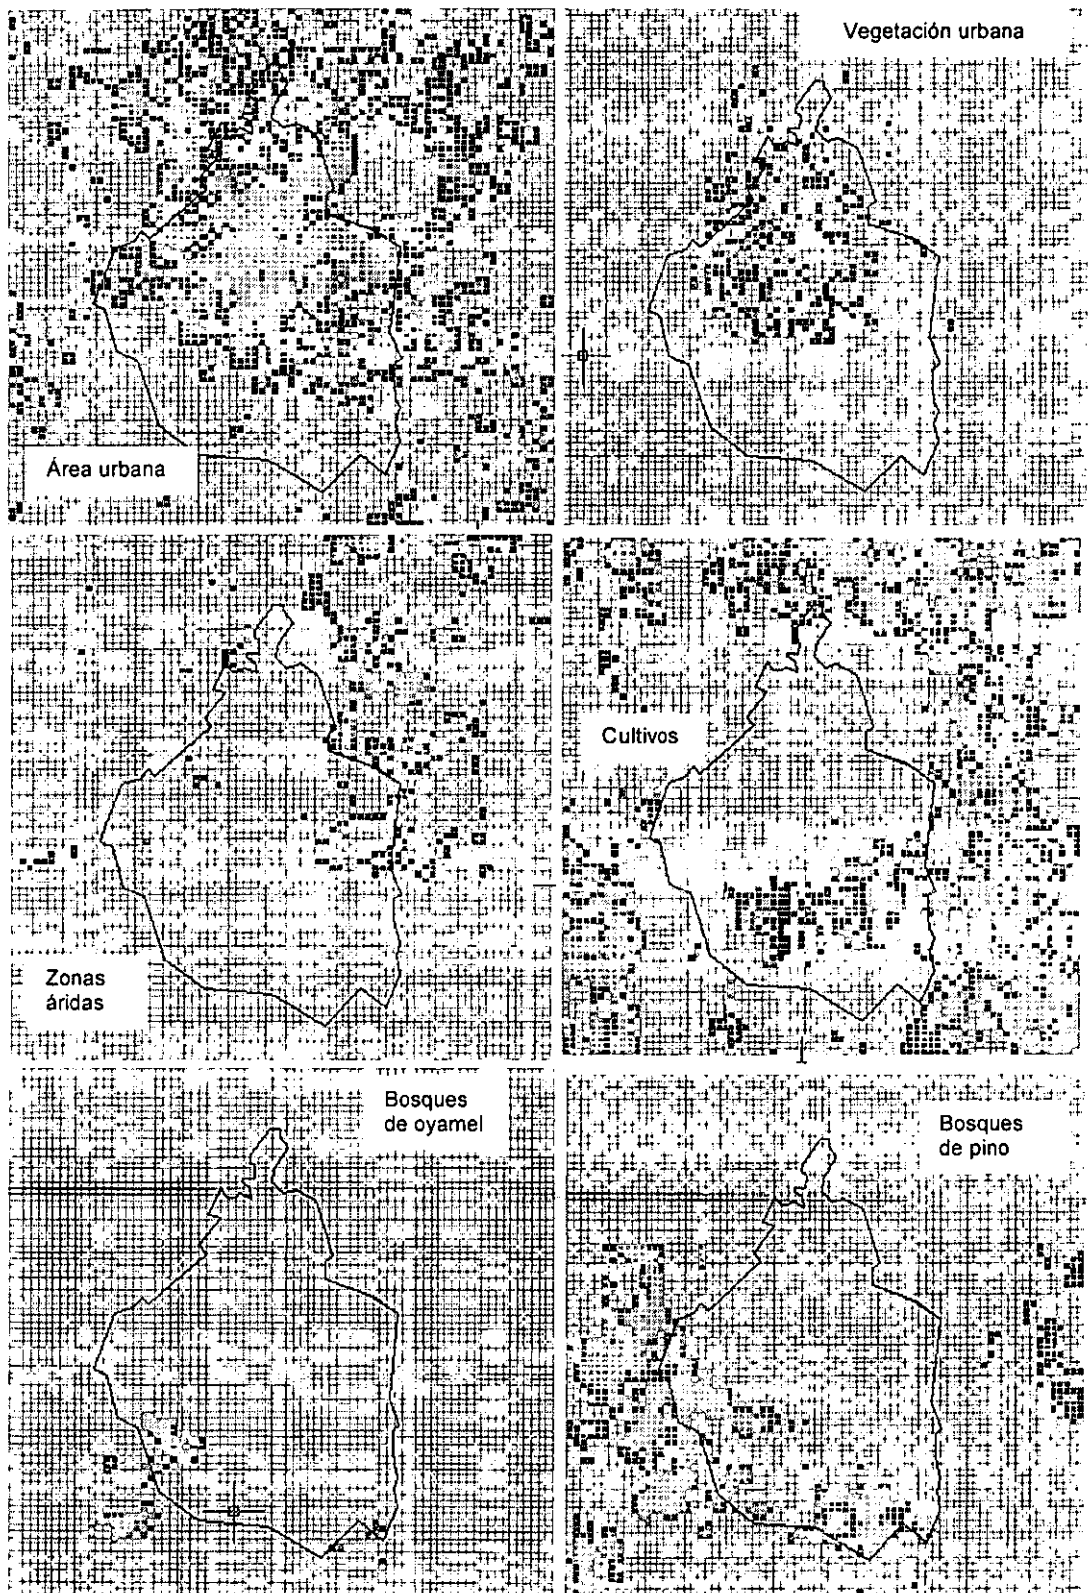 Vegetación urbana
Área urbana
Zonas
áridas
Cultivos
Bosques
de oyamel
Bosques
de pino